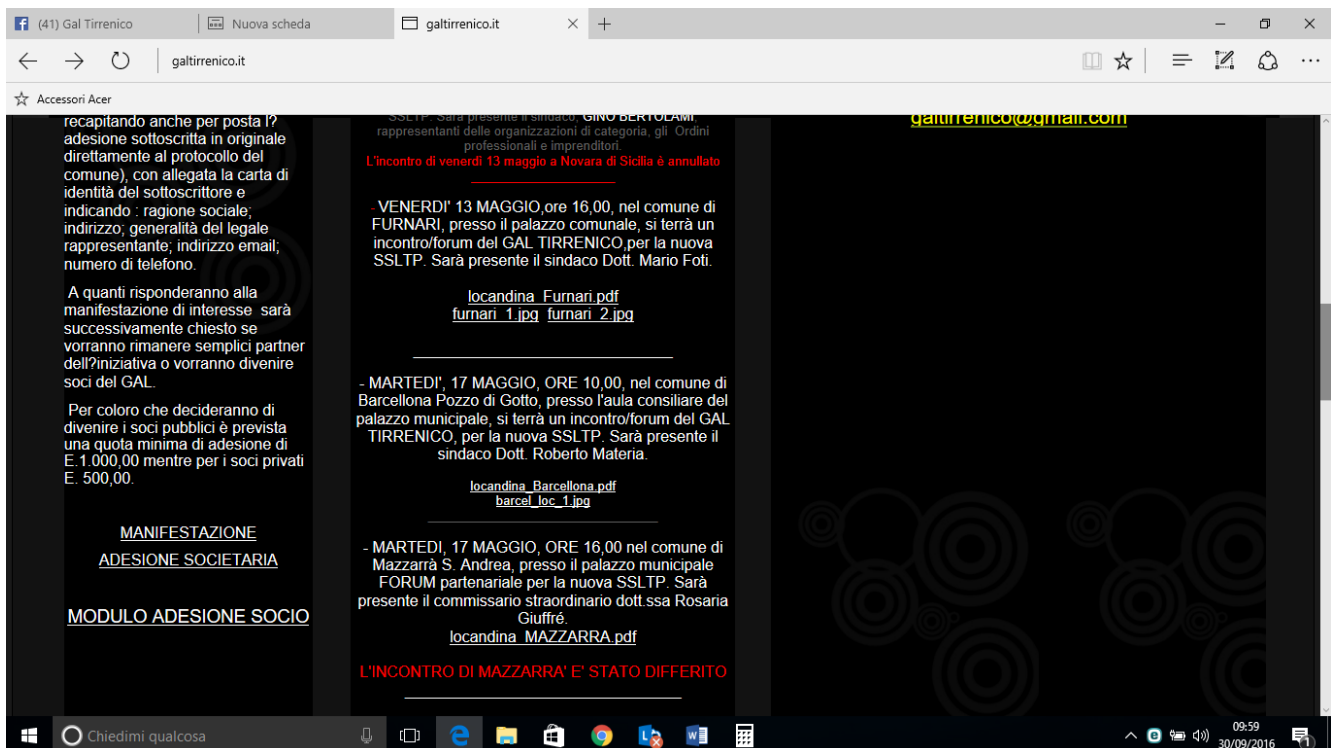 (41) Gal Tirrenico
Nuova scheda
galtirrenico.it
galtirrenico.it
Accessori Acer
recapitando anche per posta l?
adesione sottoscritta in originale
direttamente al protocollo del
comune), con allegata la carta di
identità del sottoscrittore e
indicando : ragione sociale;
indirizzo; generalità del legale
rappresentante; indirizzo email;
numero di telefono.
A quanti risponderanno alla
manifestazione di interesse sarà
successivamente chiesto se
vorranno rimanere semplici partner
dell?iniziativa o vorranno divenire
soci del GAL.
Per coloro che decideranno di
divenire i soci pubblici è prevista
una quota minima di adesione di
E.1.000,00 mentre per i soci privati
E. 500,00.
MANIFESTAZIONE
ADESIONE SOCIETARIA
MODULO ADESIONE SOCIO
SSLTP. Sarà presente il sindaco, GINO BERTOLAMI,
rappresentanti delle organizzazioni di categoria, gli Ordini
professionali e imprenditori.
L'incontro di venerdì 13 maggio a Novara di Sicilia è annullato
- VENERDI' 13 MAGGIO,ore 16,00, nel comune di
FURNARI, presso il palazzo comunale, si terrà un
incontro/forum del GAL TIRRENICO,per la nuova
SSLTP. Sarà presente il sindaco Dott. Mario Foti.
locandina_Furnari.pdf
furnari_1.jpg furnari_2.jpg
- MARTEDI', 17 MAGGIO, ORE 10,00, nel comune di
Barcellona Pozzo di Gotto, presso l'aula consiliare del
palazzo municipale, si terrà un incontro/forum del GAL
TIRRENICO, per la nuova SSLTP. Sarà presente il
sindaco Dott. Roberto Materia.
locandina_Barcellona.pdf
barcel_loc_1.jpg
- MARTEDI, 17 MAGGIO, ORE 16,00 nel comune di
Mazzarrà S. Andrea, presso il palazzo municipale
FORUM partenariale per la nuova SSLTP. Sarà
presente il commissario straordinario dott.ssa Rosaria
Giuffré.
locandina_MAZZARRA.pdf
L'INCONTRO DI MAZZARRA' E' STATO DIFFERITO
galtirrenico@gmail.com
Chiedimi qualcosa
09:59
30/09/2016